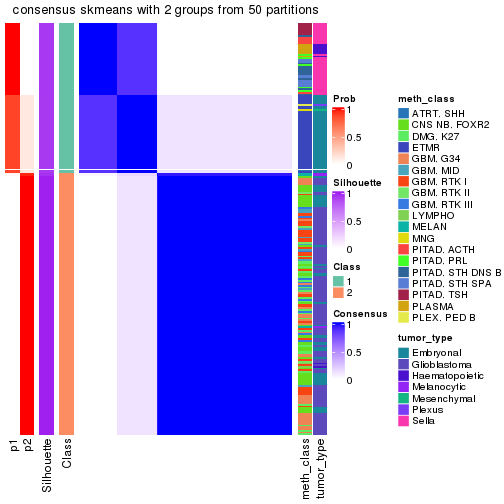 consensus skmeans with 2 groups from 50 partitions
Prob
1
0.5
0
Silhouette
1
0.5
0
Class
1
2
Consensus
1
0.5
0
meth_class
ATRT. SHH
CNS NB. FOXR2
DMG. K27
ETMR
GBM. G34
GBM. MID
GBM. RTK I
GBM. RTK II
GBM. RTK III
LYMPHO
MELAN
MNG
PITAD. ACTH
PITAD. PRL
PITAD. STH DNS B
PITAD. STH SPA
PITAD. TSH
PLASMA
PLEX. PED B
tumor_type
Embryonal
Glioblastoma
Haematopoietic
Melanocytic
Mesenchymal
Plexus
Sella
p1
p2
Silhouette
Class
meth_class
tumor_type